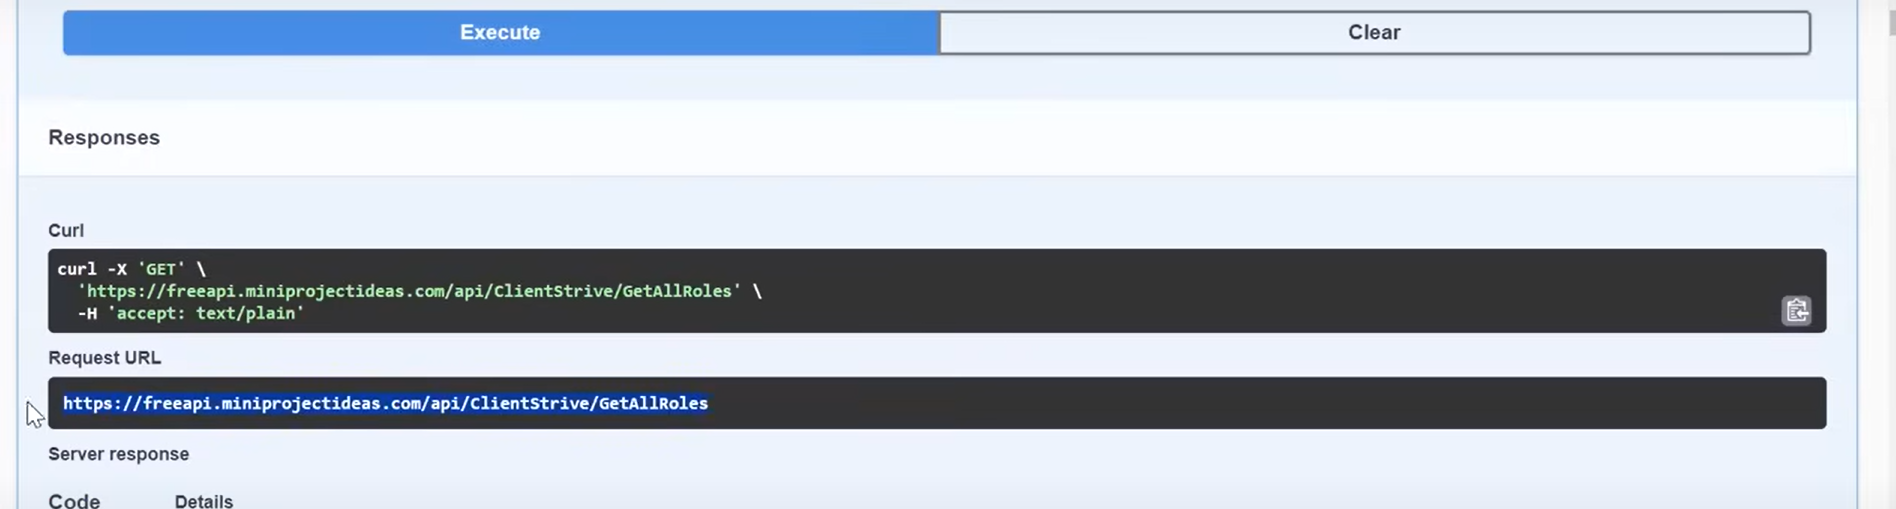 Execute
Clear
Responses
Curl
curl -X 'GET' \
'https://freeapi.miniprojectideas.com/api/ClientStrive/GetAllRoles' \
-H 'accept: text/plain'
Request URL
https://freeapi.miniprojectideas.com/api/ClientStrive/GetAllRoles
Server response
Code
Details